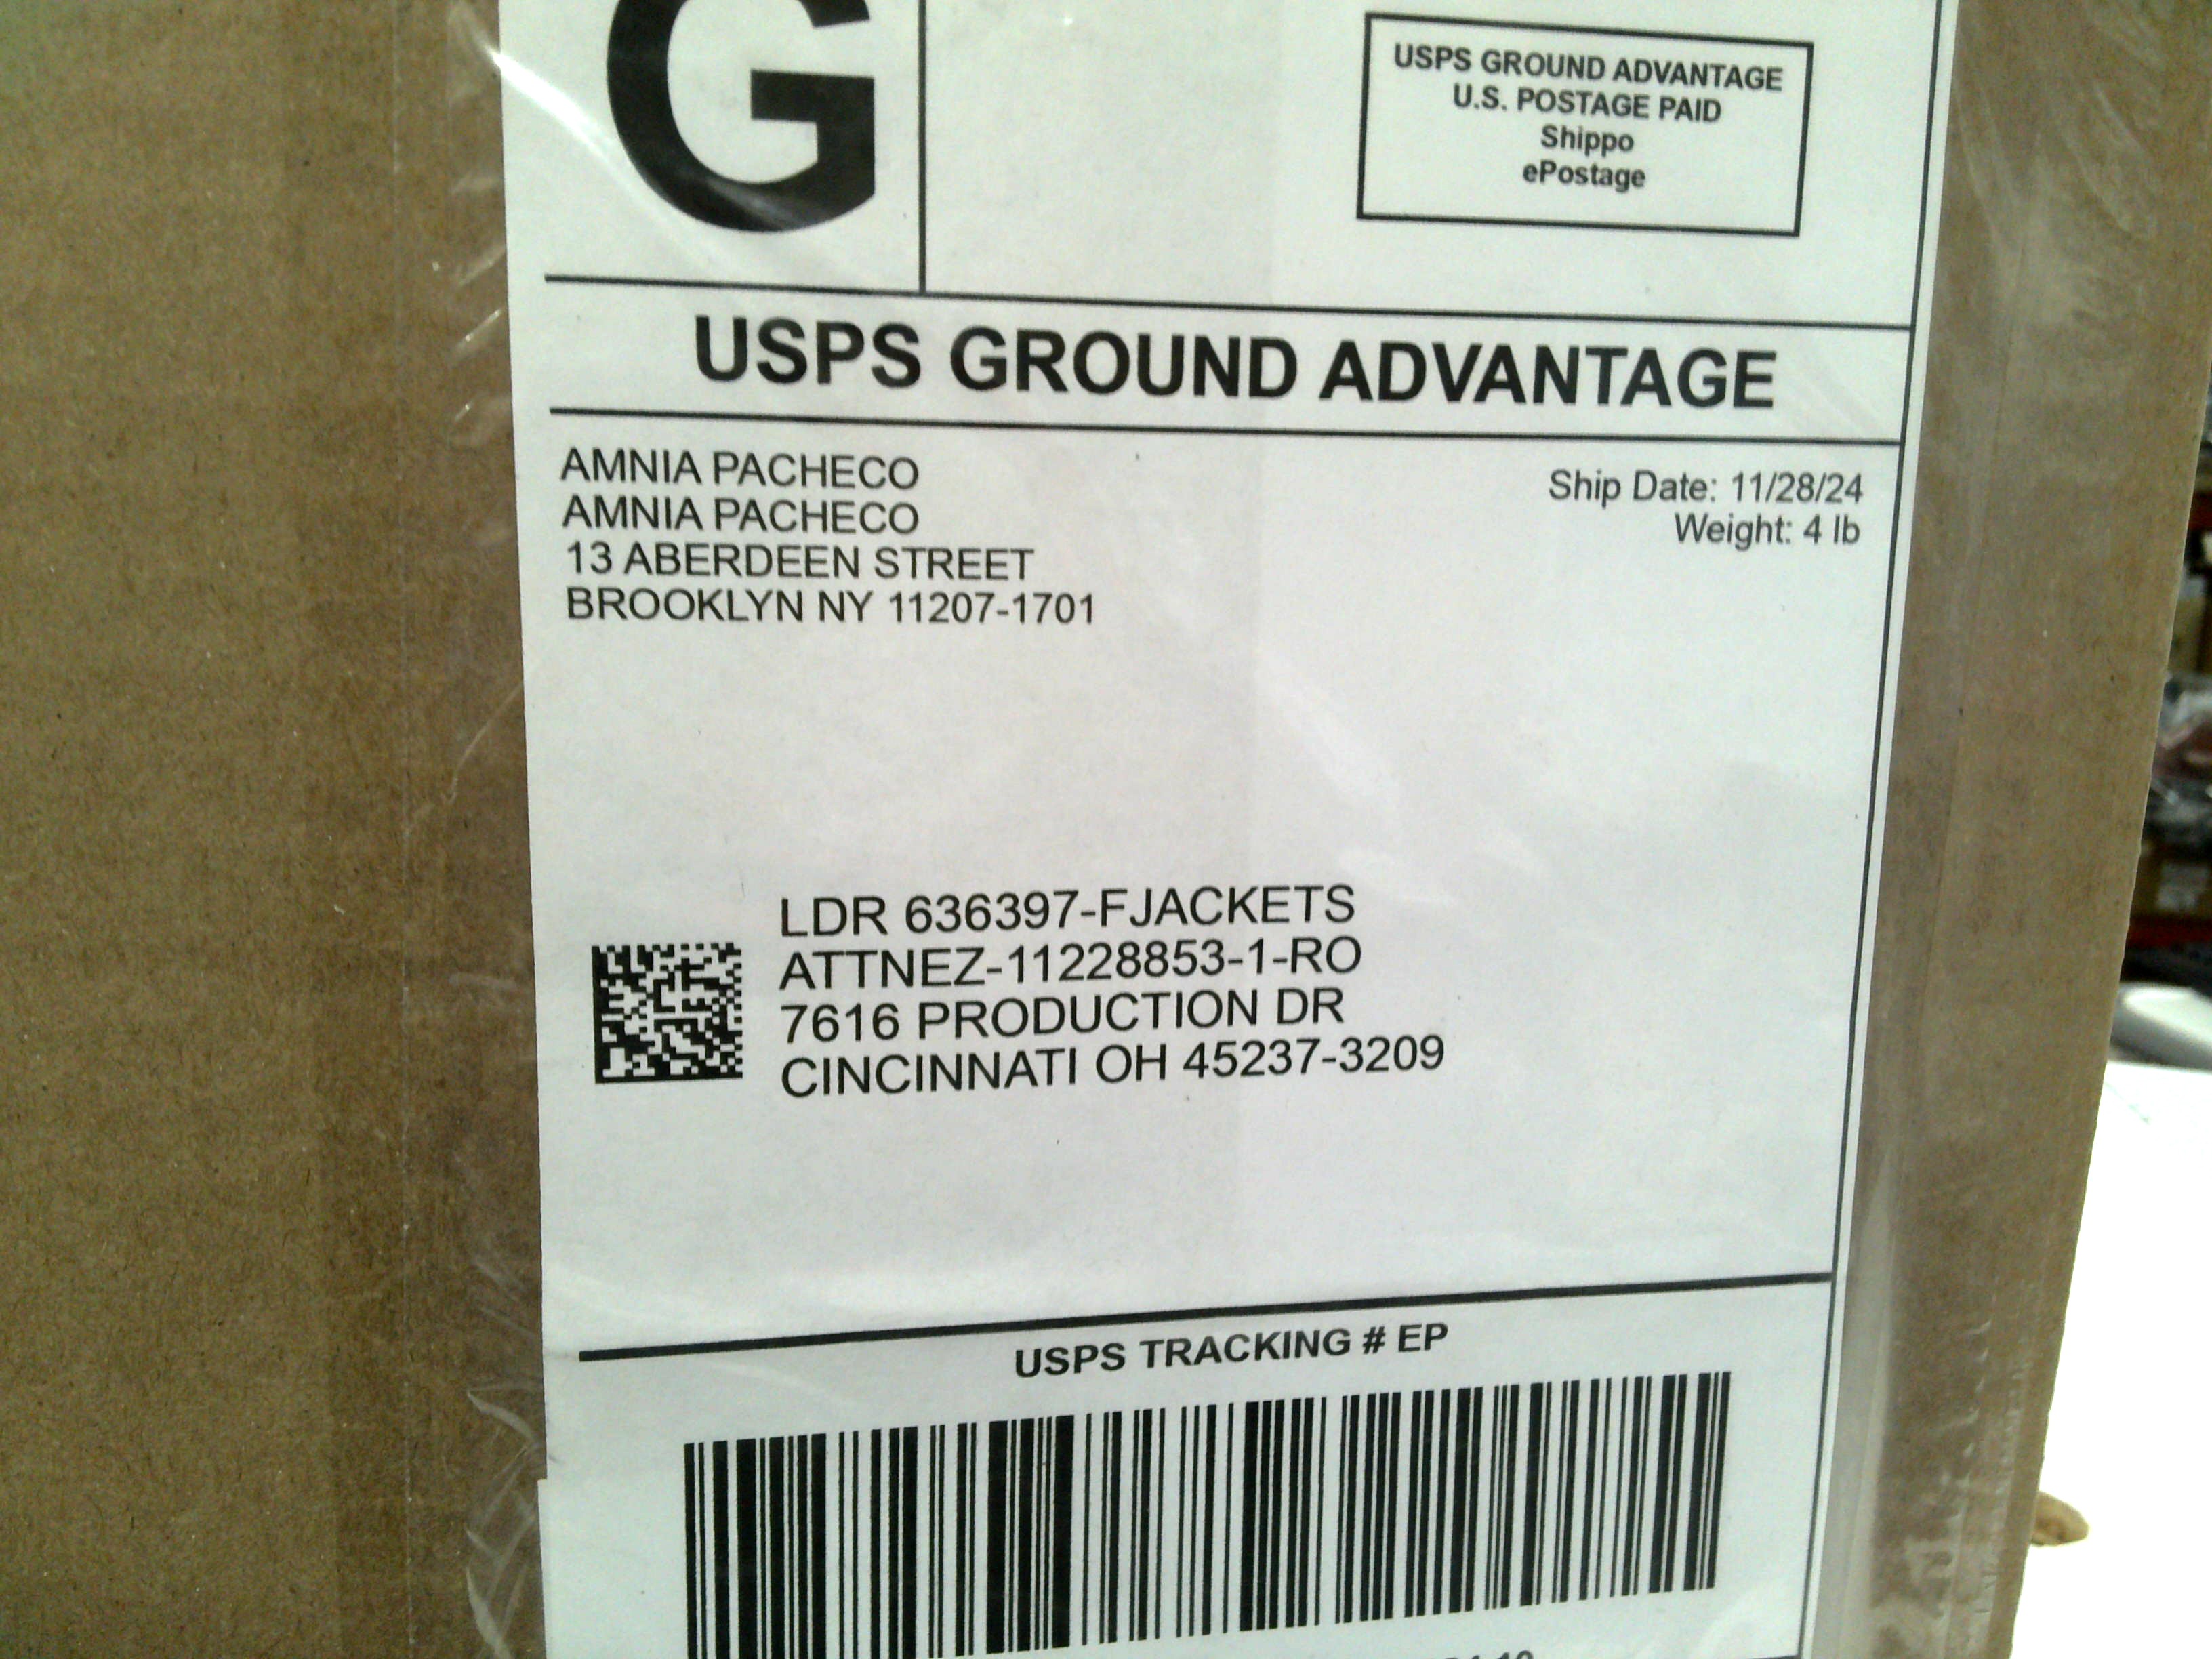 G
USPS GROUND ADVANTAGE
U.S. POSTAGE PAID
Shippo
ePostage
USPS GROUND ADVANTAGE
AMNIA PACHECO
AMNIA PACHECO
13 ABERDEEN STREET
BROOKLYN NY 11207-1701
Ship Date: 11/28/24
Weight: 4 lb
LDR 636397-FJACKETS
ATTNEZ-11228853-1-RO
7616 PRODUCTION DR
CINCINNATI OH 45237-3209
USPS TRACKING # EP